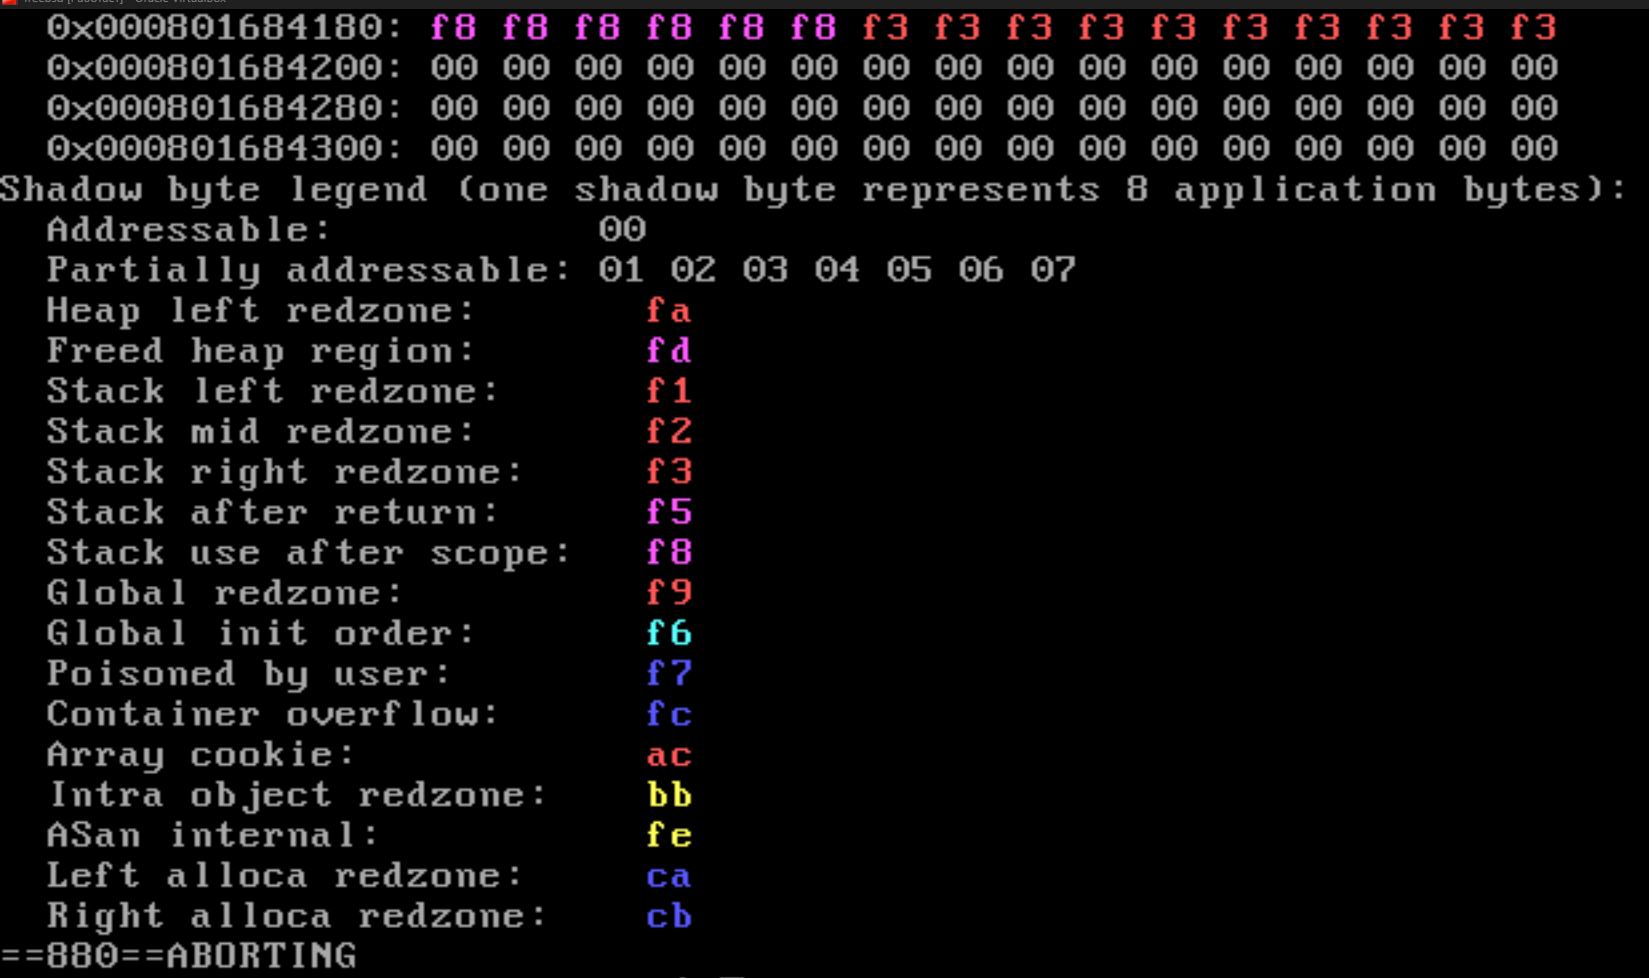 0x000801684180: f8 f8 f8 f8 f8 f8 f3 f3 f3 f3 f3 f3 f3 f3 f3 f3
0x000801684200: 00 00 00 00 00 00 00 00 00 00 00 00 00 00 00 00
0x000801684280: 00 00 00 00 00 00 00 00 00 00 00 00 00 00 00 00
0x000801684300: 00 00 00 00 00 00 00 00 00 00 00 00 00 00 00 00
Shadow byte legend (one shadow byte represents 8 application bytes):
Addressable: 00
Partially addressable: 01 02 03 04 05 06 07
Heap left redzone: fa
Freed heap region: fd
Stack left redzone: f1
Stack mid redzone: f2
Stack right redzone: f3
Stack after return: f5
Stack use after scope: f8
Global redzone: f9
Global init order: f6
Poisoned by user: f7
Container overflow: fc
Array cookie: ac
Intra object redzone: bb
ASan internal: fe
Left alloca redzone: ca
Right alloca redzone: cb
==880==ABORTING